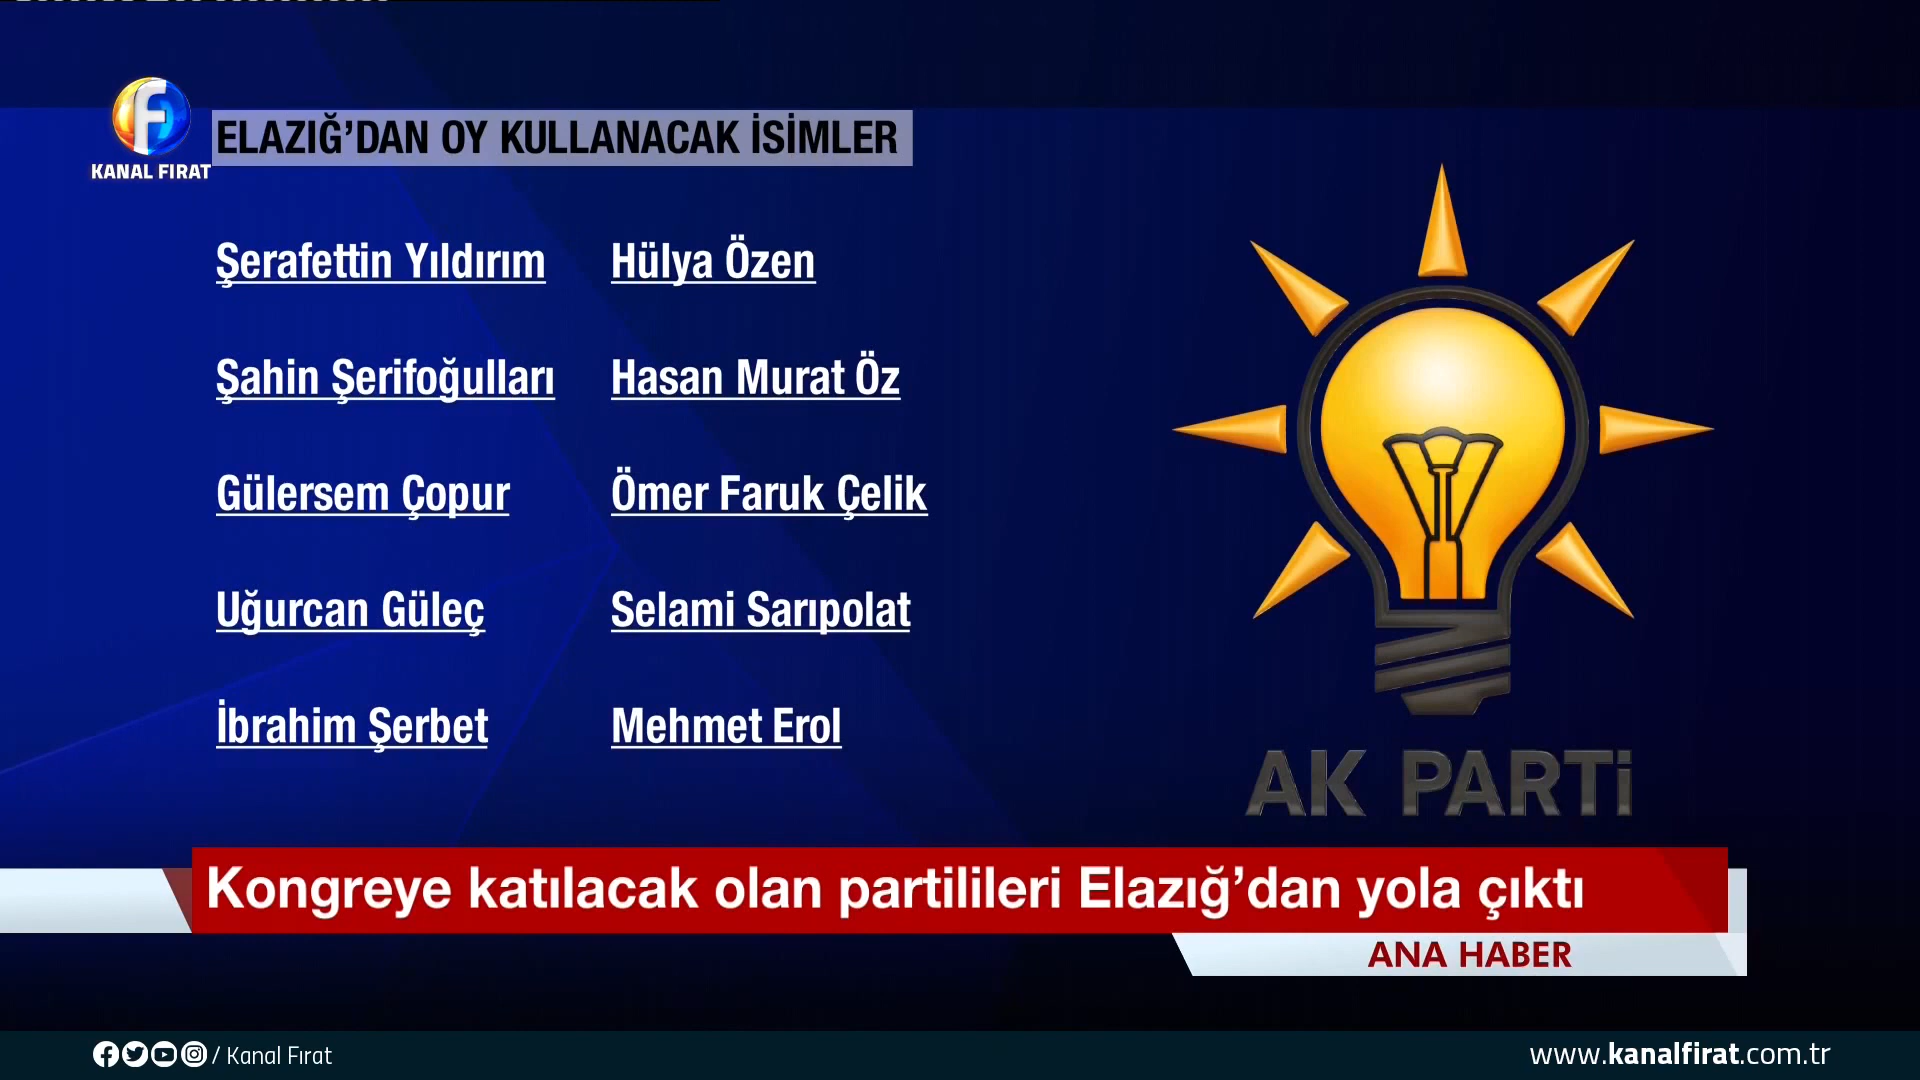 KANAL FIRAT
ELAZIĞ’DAN OY KULLANACAK İSİMLER
Şerafettin Yıldırım
Hülya Özen
Şahin Şerifoğulları
Hasan Murat Öz
Gülersem Çopur
Ömer Faruk Çelik
Uğurcan Güleç
Selami Sarıpolat
İbrahim Şerbet
Mehmet Erol
AK PARTİ
Kongreye katılacak olan partilileri Elazığ’dan yola çıktı
ANA HABER
/ Kanal Fırat
www.kanalfirat.com.tr